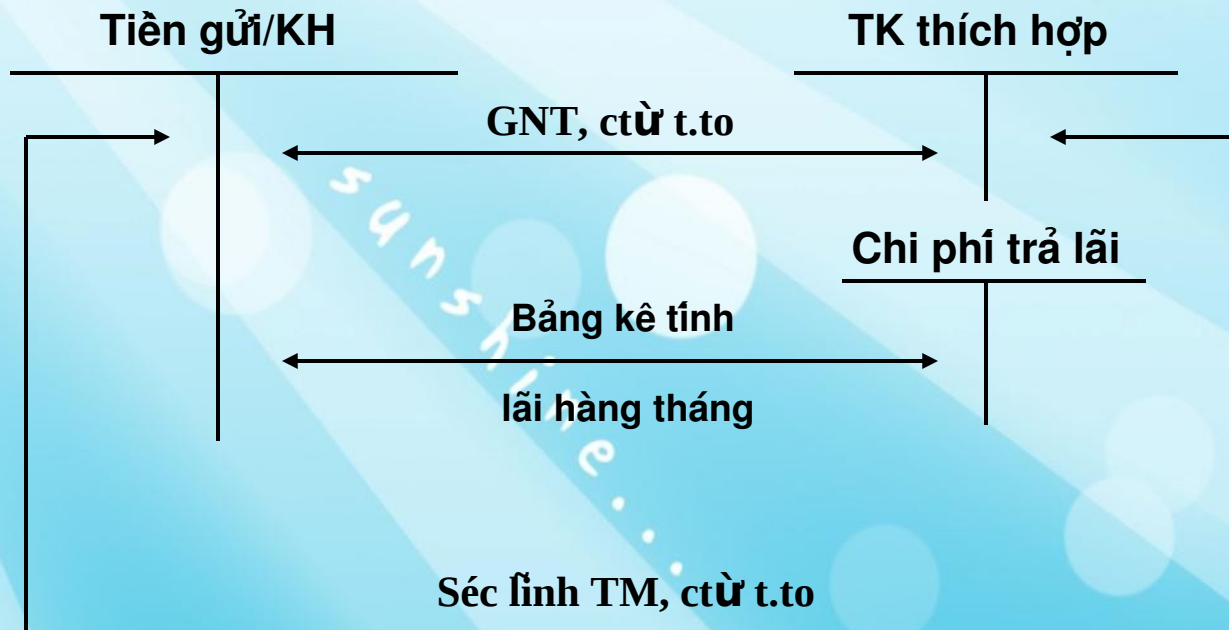 Tiền gửi/KH
TK thích hợp
GNT, ctừ t.to
sunshine...
Chi phí trả lãi
Bảng kê tính
lãi hàng tháng
Séc lĩnh TM, ctừ t.to